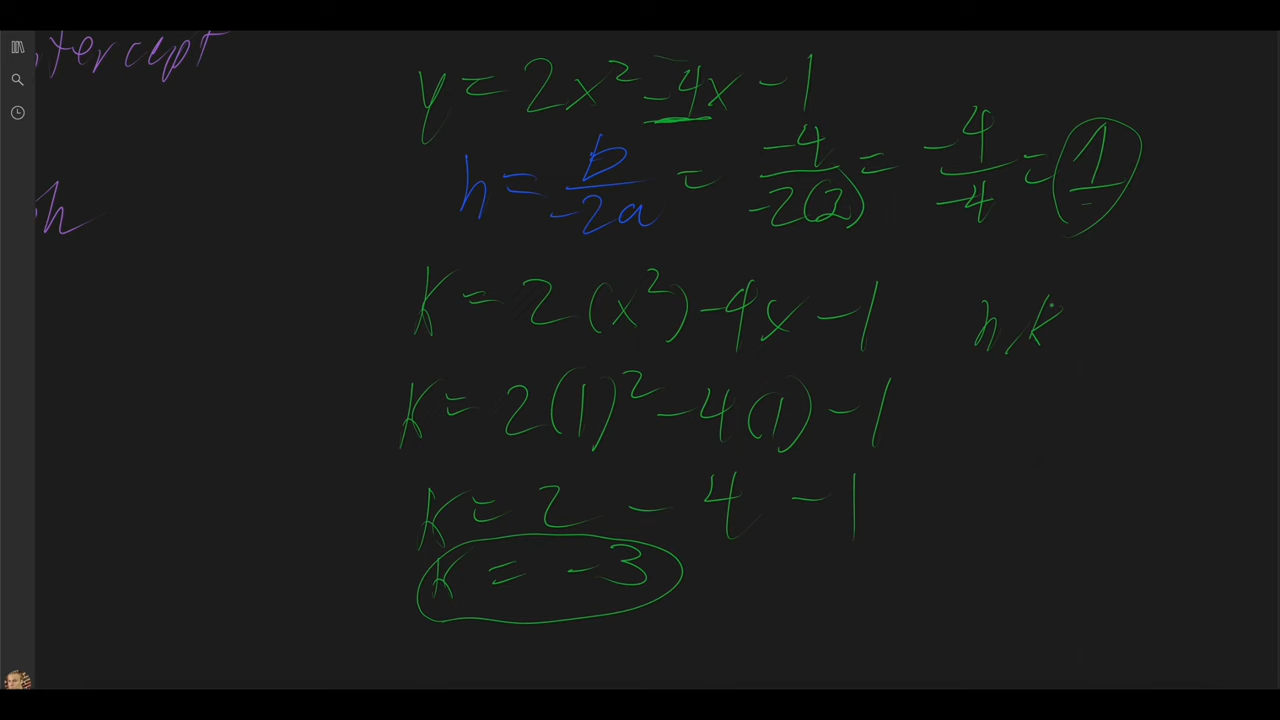 ntercept
y = 2x² - 4x - 1
h = b/-2a = -4/-2(2) = -4/-4 = 1
h
K = 2(x²) - 4x - 1
h, K
K = 2(1)² - 4(1) - 1
K = 2 - 4 - 1
K = -3